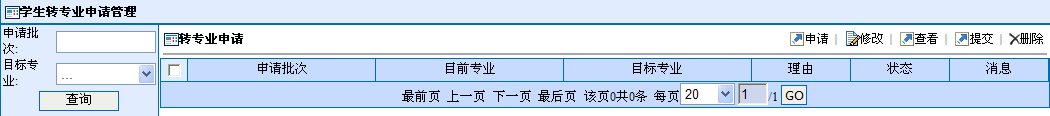 学生转专业申请管理
申请批次:
目标专业: ...
查询
转专业申请
申请 | 修改 | 查看 | 提交 | 删除
申请批次 目前专业 目标专业 理由 状态 消息
最前页 上一页 下一页 最后页 该页0共0条 每页 20 1 /1 GO